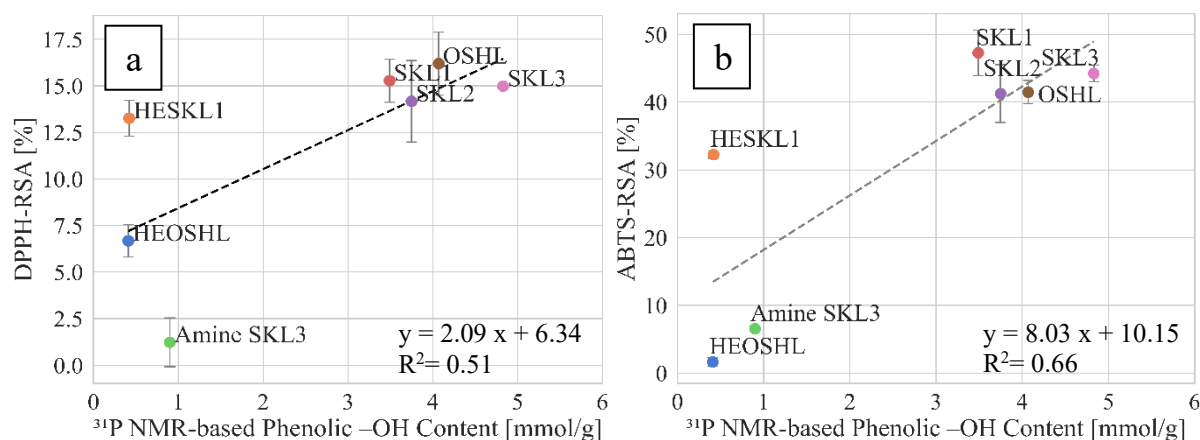 a
DPPH-RSA [%]
17.5
15.0
12.5
10.0
7.5
5.0
2.5
0.0
HESKL1
HEOSHL
Amine SKL3
SKL1
SKL2
OSHL
SKL3
y = 2.09 x + 6.34
R²= 0.51
0 1 2 3 4 5 6
³¹P NMR-based Phenolic –OH Content [mmol/g]
b
ABTS-RSA [%]
50
40
30
20
10
0
HESKL1
Amine SKL3
HEOSHL
SKL1
SKL2
SKL3
OSHL
y = 8.03 x + 10.15
R²= 0.66
0 1 2 3 4 5 6
³¹P NMR-based Phenolic –OH Content [mmol/g]